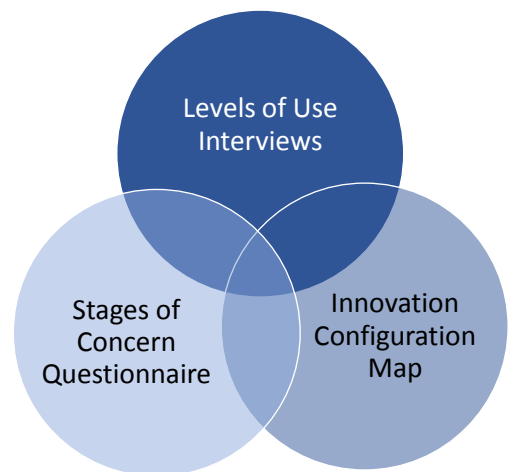 Levels of Use
Interviews
Stages of
Concern
Questionnaire
Innovation
Configuration
Map